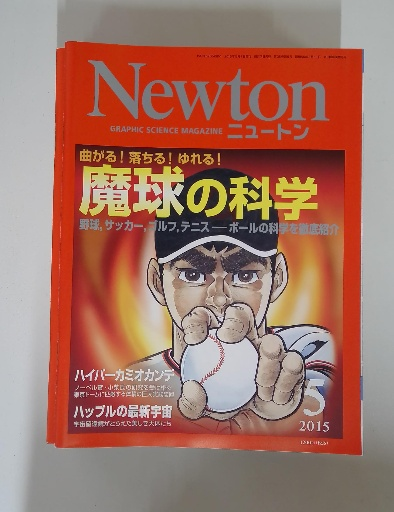 Newton
GRAPHIC SCIENCE MAGAZINE ニュートン
曲がる！落ちる！ゆれる！
魔球の科学
野球，サッカー，ゴルフ，テニス──ボールの科学を徹底紹介
ハイパーカミオカンデ
ハッブルの最新宇宙
5
2015